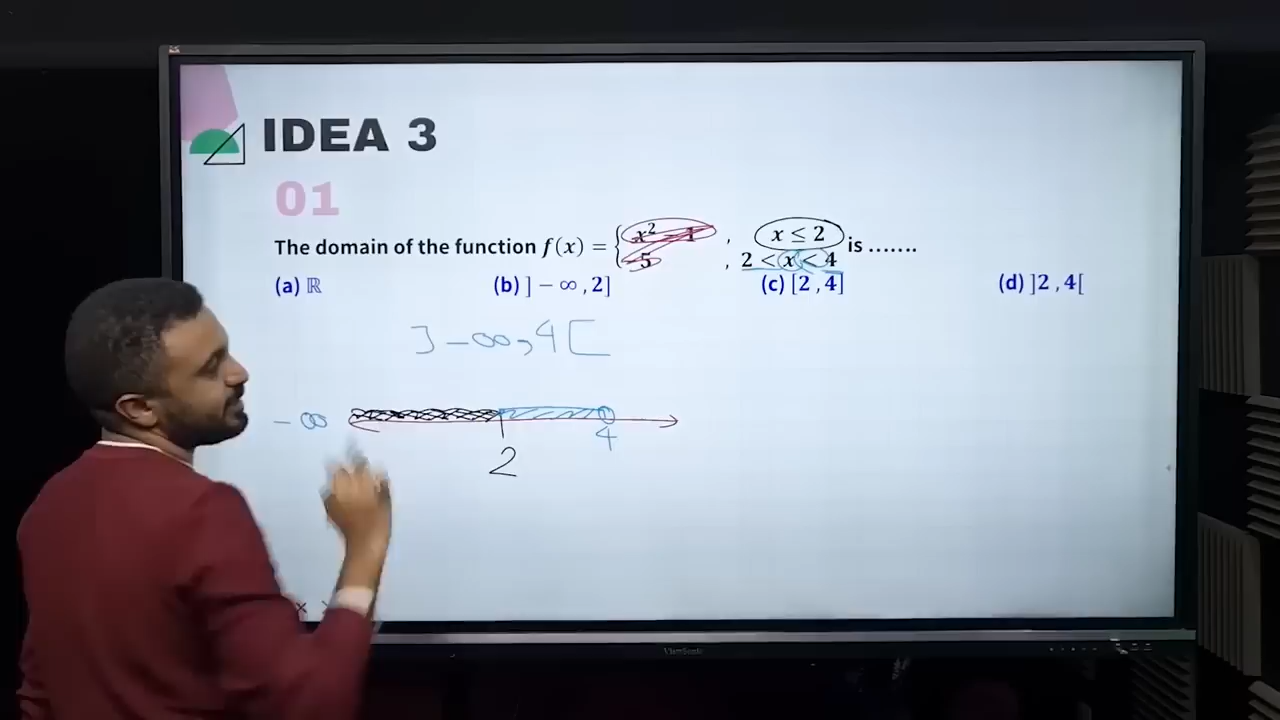 IDEA 3
01
The domain of the function f(x) = { x² − 1 , x ≤ 2
5 , 2 < x < 4 is .......
(a) ℝ (b) ]−∞ , 2] (c) [2 , 4] (d) ]2 , 4[
]−∞, 4[
−∞
4
2
ViewSonic